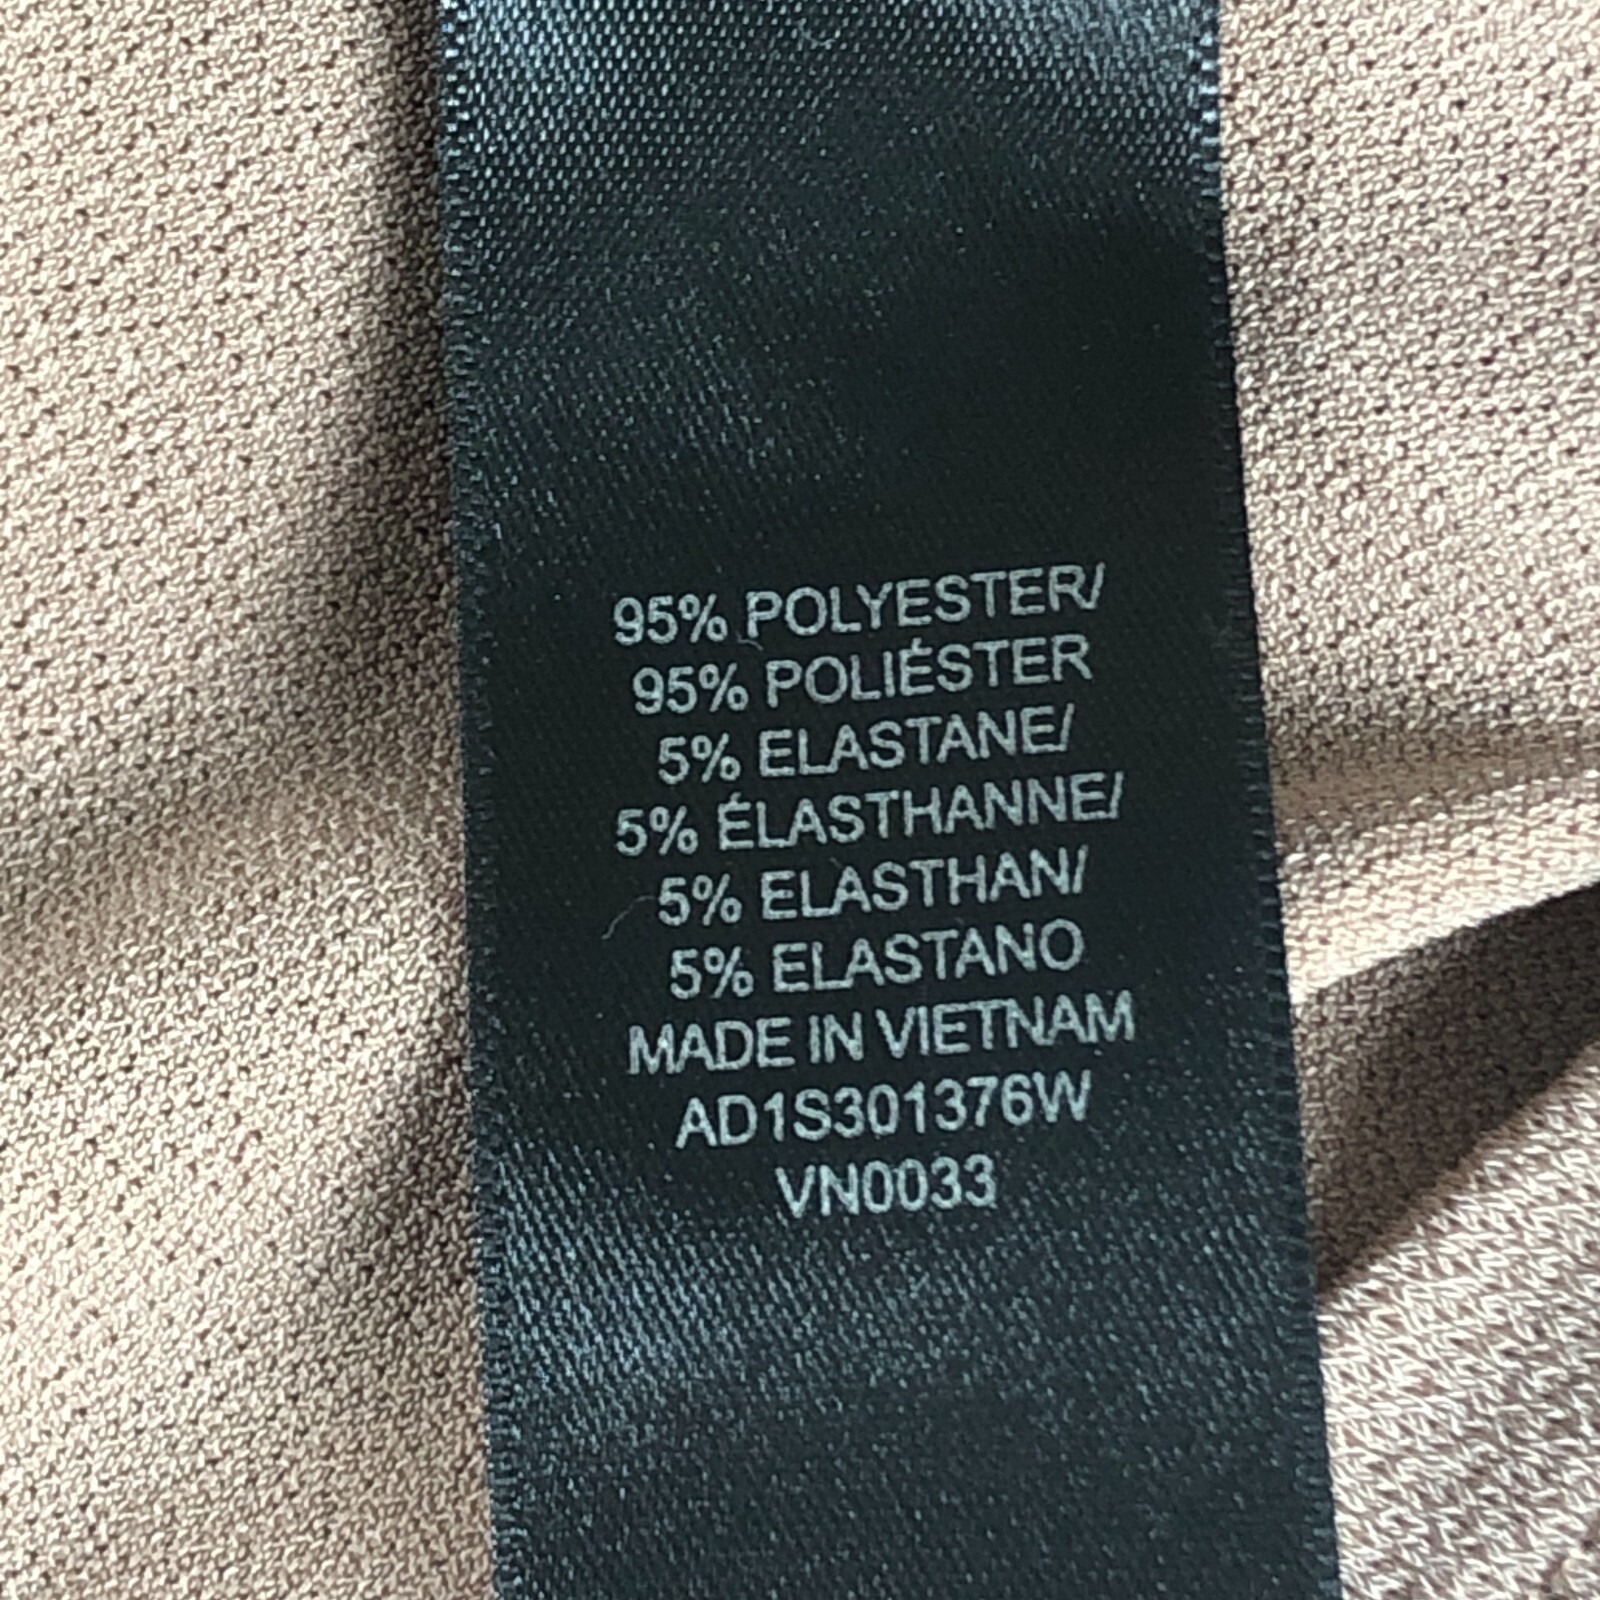 95% POLYESTER/
95% POLIÉSTER
5% ELASTANE/
5% ÉLASTHANNE/
5% ELASTHAN/
5% ELASTANO
MADE IN VIETNAM
AD1S301376W
VN0033